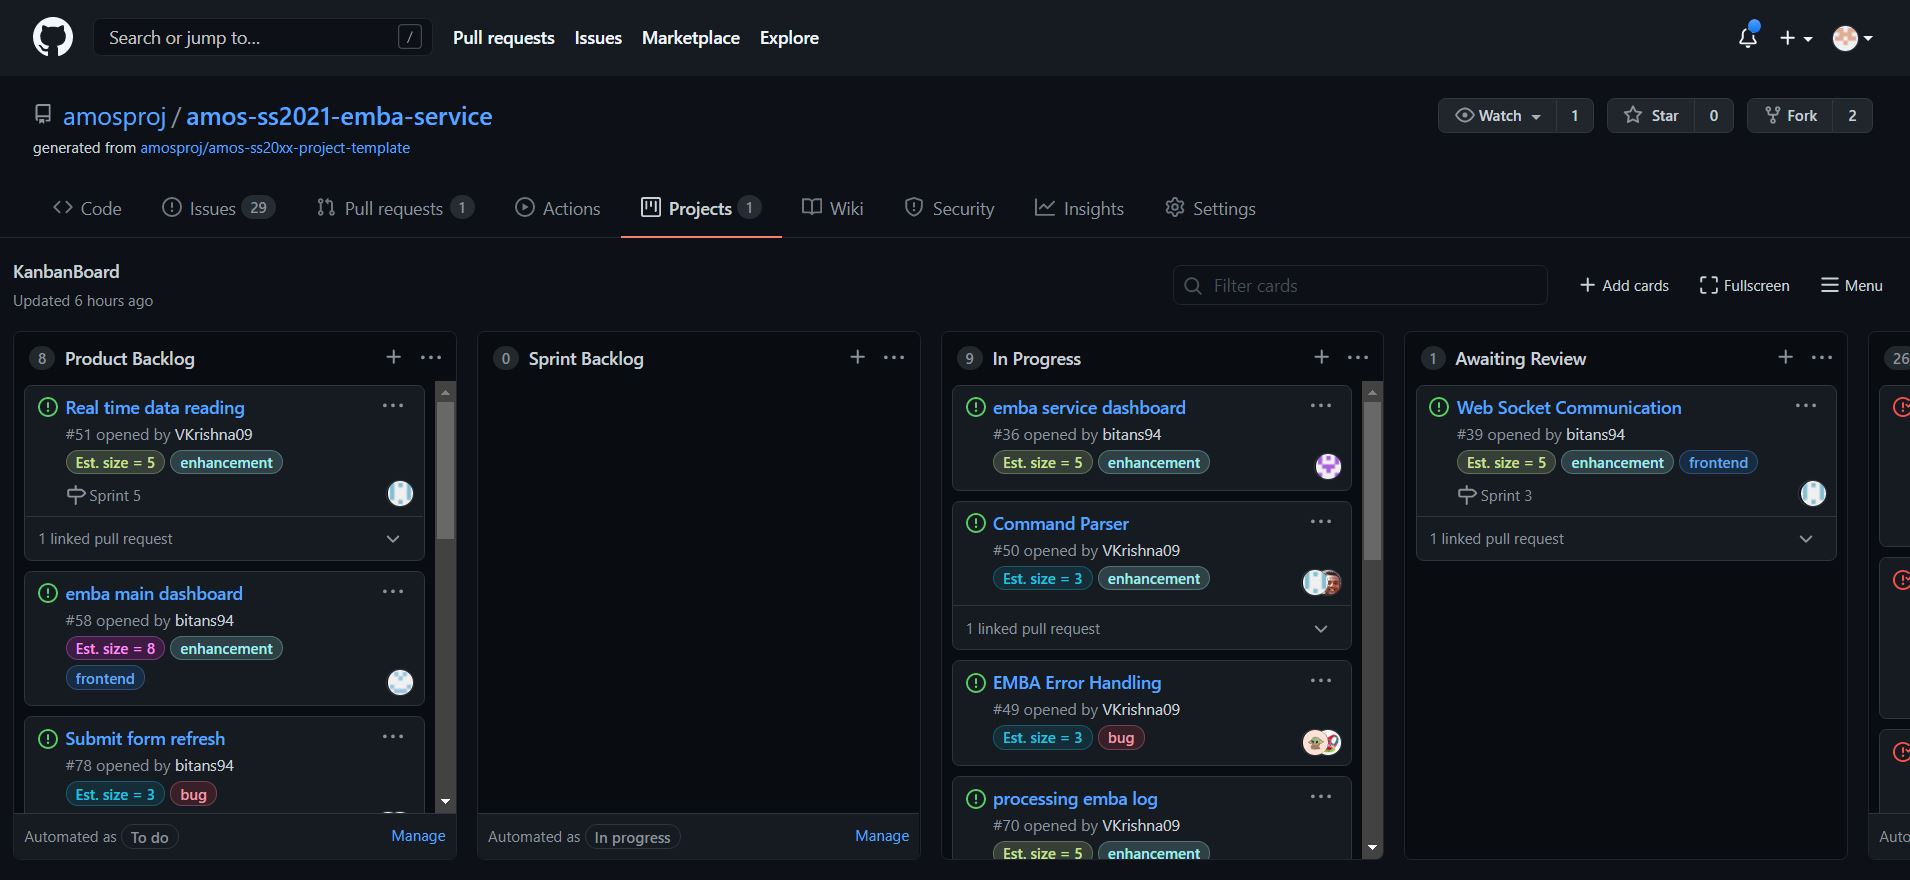 Search or jump to... / Pull requests Issues Marketplace Explore
amosproj / amos-ss2021-emba-service Watch 1 Star 0 Fork 2
generated from amosproj/amos-ss20xx-project-template
Code Issues 29 Pull requests 1 Actions Projects 1 Wiki Security Insights Settings
KanbanBoard
Updated 6 hours ago
Filter cards Add cards Fullscreen Menu
8 Product Backlog
Real time data reading
#51 opened by VKrishna09
Est. size = 5 enhancement
Sprint 5
1 linked pull request
emba main dashboard
#58 opened by bitans94
Est. size = 8 enhancement
frontend
Submit form refresh
#78 opened by bitans94
Est. size = 3 bug
Automated as To do Manage
0 Sprint Backlog
Automated as In progress Manage
9 In Progress
emba service dashboard
#36 opened by bitans94
Est. size = 5 enhancement
Command Parser
#50 opened by VKrishna09
Est. size = 3 enhancement
1 linked pull request
EMBA Error Handling
#49 opened by VKrishna09
Est. size = 3 bug
processing emba log
#70 opened by VKrishna09
Est. size = 5 enhancement
1 Awaiting Review
Web Socket Communication
#39 opened by bitans94
Est. size = 5 enhancement frontend
Sprint 3
1 linked pull request
26
Auto